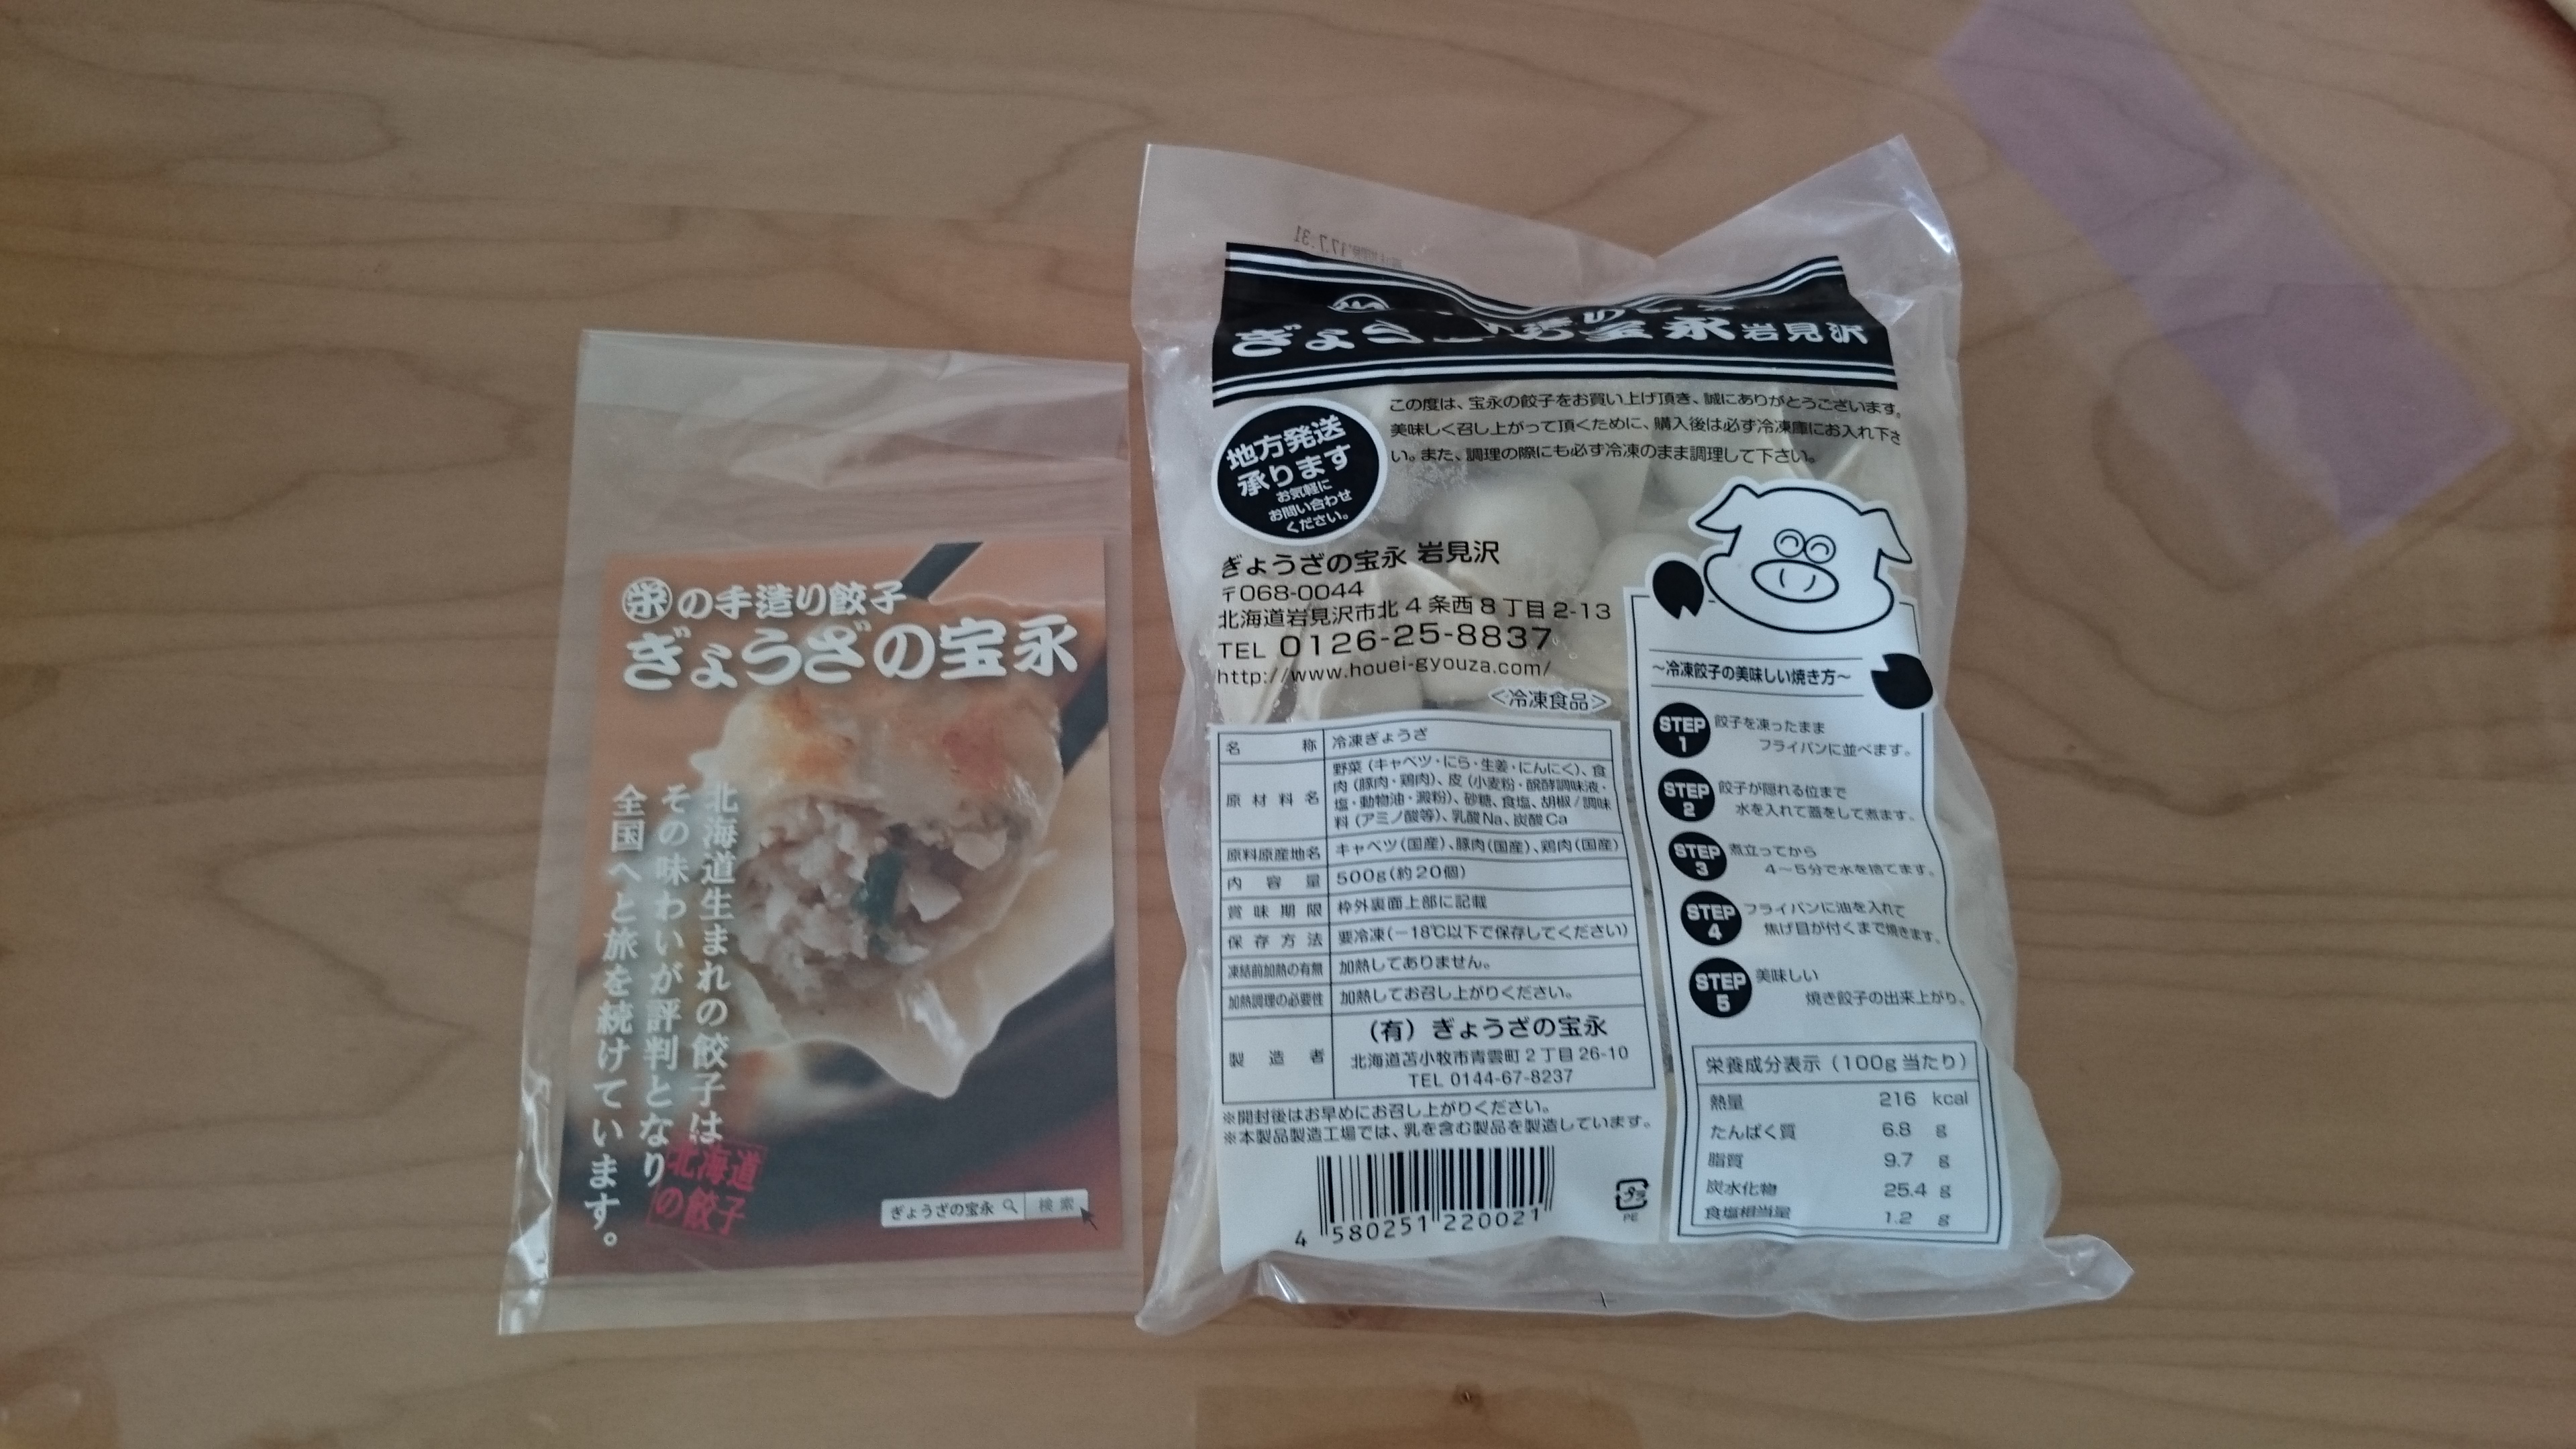 栄の手造り餃子
ぎょうざの宝永
北海道生まれの餃子は
その味わいが評判となり
全国へと旅を続けています。
北海道
の餃子
ぎょうざの宝永 検索
17.7.31
ぎょう
宝永岩見沢
地方発送
承ります
お気軽に
お問い合わせ
ください。
この度は、宝永の餃子をお買い上げ頂き、誠にありがとうございます。
美味しく召し上がって頂くために、購入後は必ず冷凍庫にお入れ下さ
い。また、調理の際にも必ず冷凍のまま調理して下さい。
ぎょうざの宝永 岩見沢
〒068-0044
北海道岩見沢市北4条西8丁目2-13
TEL 0126-25-8837
http://www.houei-gyouza.com/
<冷凍食品>
名称 冷凍ぎょうざ
原材料名 野菜（キャベツ・にら・生姜・にんにく）、食
肉（豚肉・鶏肉）、皮（小麦粉・醗酵調味液・
塩・動物油・澱粉）、砂糖、食塩、胡椒/調味
料（アミノ酸等）、乳酸Na、炭酸Ca
原料原産地名 キャベツ（国産）、豚肉（国産）、鶏肉（国産）
内容量 500g（約20個）
賞味期限 枠外裏面上部に記載
保存方法 要冷凍（－18℃以下で保存してください）
凍結前加熱の有無 加熱してありません。
加熱調理の必要性 加熱してお召し上がりください。
製造者 （有）ぎょうざの宝永
北海道苫小牧市青雲町2丁目26-10
TEL 0144-67-8237
※開封後はお早めにお召し上がりください。
※本製品製造工場では、乳を含む製品を製造しています。
4 580251 220021
プラ
PE
～冷凍餃子の美味しい焼き方～
STEP 1 餃子を凍ったまま
フライパンに並べます。
STEP 2 餃子が隠れる位まで
水を入れて蓋をして煮ます。
STEP 3 煮立ってから
4～5分で水を捨てます。
STEP 4 フライパンに油を入れて
焦げ目が付くまで焼きます。
STEP 5 美味しい
焼き餃子の出来上がり。
栄養成分表示（100g当たり）
熱量 216 kcal
たんぱく質 6.8 g
脂質 9.7 g
炭水化物 25.4 g
食塩相当量 1.2 g